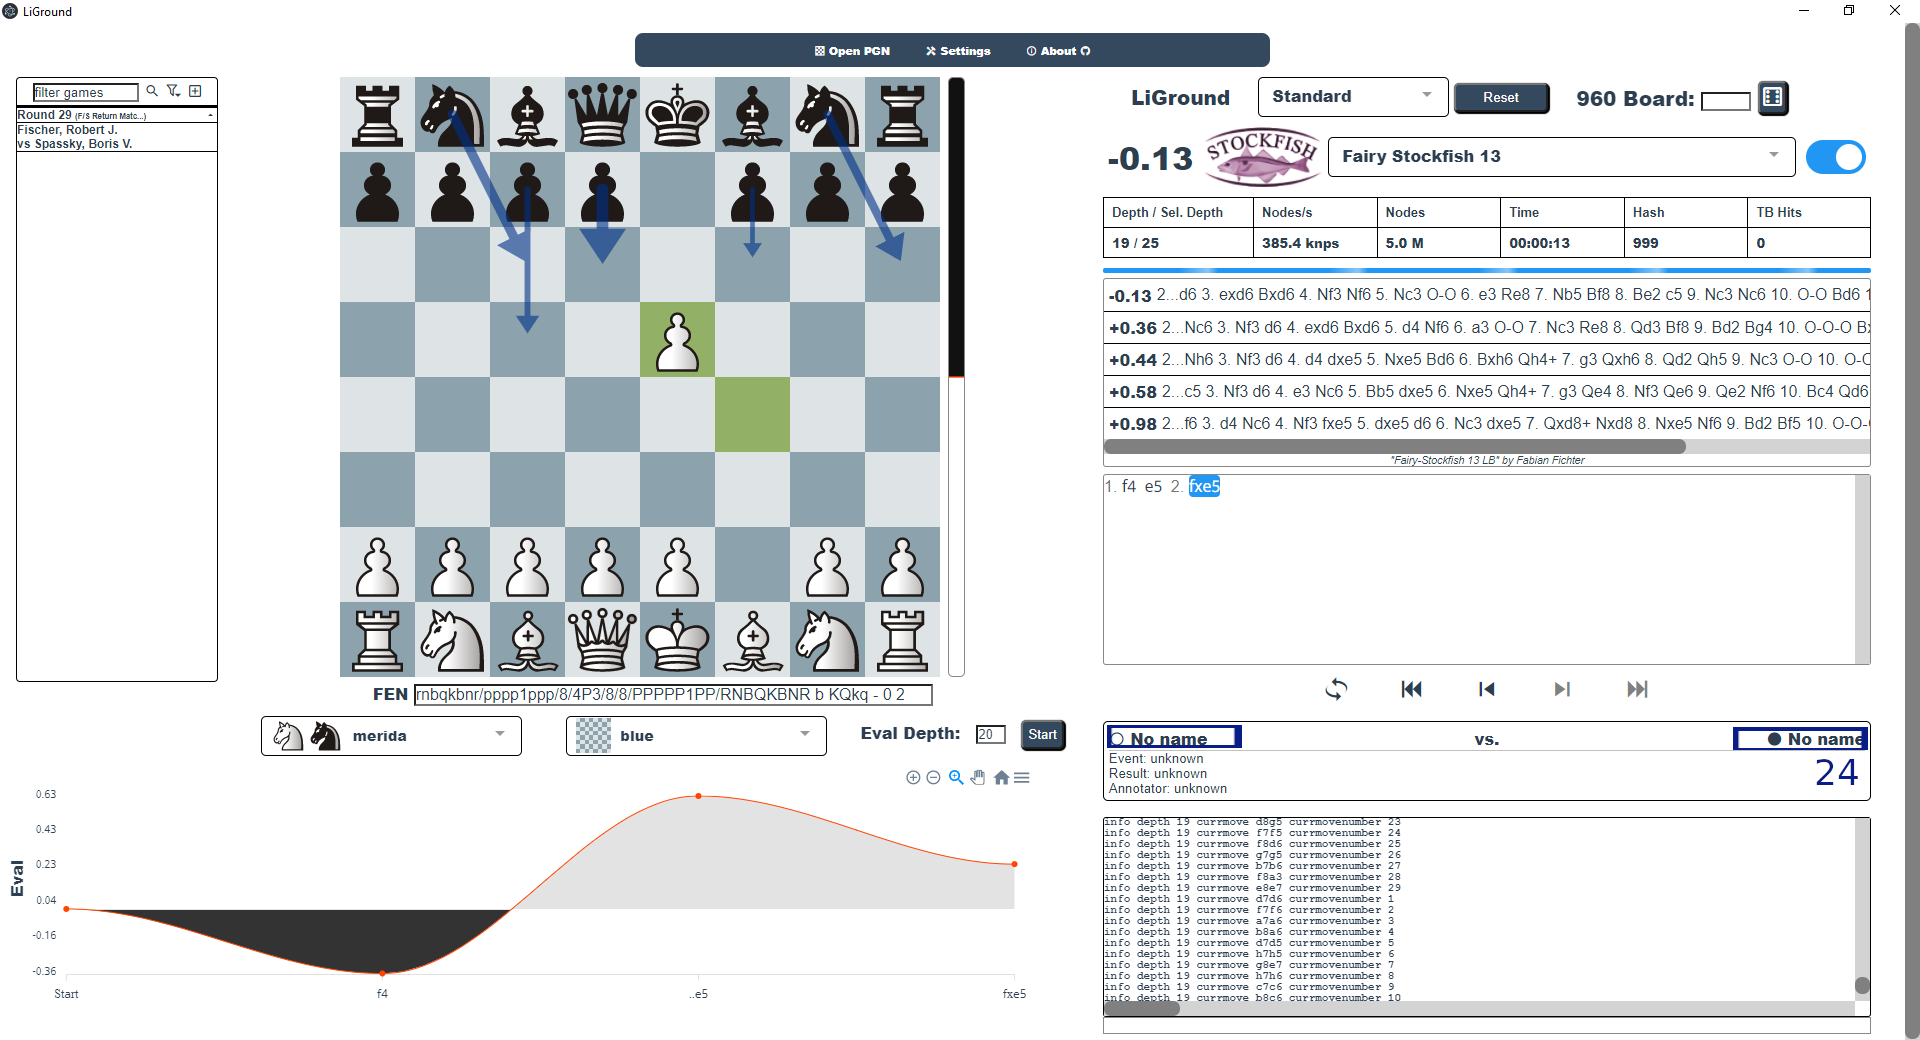 LiGround
Open PGN
Settings
About
filter games
Round 29 (F/S Return Matc...)
Fischer, Robert J.
vs Spassky, Boris V.
FEN rnbqkbnr/pppp1ppp/8/4P3/8/8/PPPPP1PP/RNBQKBNR b KQkq - 0 2
merida
blue
Eval Depth: 20 Start
Eval
0.63
0.43
0.23
0.04
-0.16
-0.36
Start
f4
..e5
fxe5
LiGround
Standard
Reset
960 Board:
-0.13
STOCKFISH
Fairy Stockfish 13
Depth / Sel. Depth Nodes/s Nodes Time Hash TB Hits
19 / 25 385.4 knps 5.0 M 00:00:13 999 0
-0.13 2...d6 3. exd6 Bxd6 4. Nf3 Nf6 5. Nc3 O-O 6. e3 Re8 7. Nb5 Bf8 8. Be2 c5 9. Nc3 Nc6 10. O-O Bd6 1
+0.36 2...Nc6 3. Nf3 d6 4. exd6 Bxd6 5. d4 Nf6 6. a3 O-O 7. Nc3 Re8 8. Qd3 Bf8 9. Bd2 Bg4 10. O-O-O Bx
+0.44 2...Nh6 3. Nf3 d6 4. d4 dxe5 5. Nxe5 Bd6 6. Bxh6 Qh4+ 7. g3 Qxh6 8. Qd2 Qh5 9. Nc3 O-O 10. O-O
+0.58 2...c5 3. Nf3 d6 4. e3 Nc6 5. Bb5 dxe5 6. Nxe5 Qh4+ 7. g3 Qe4 8. Nf3 Qe6 9. Qe2 Nf6 10. Bc4 Qd6
+0.98 2...f6 3. d4 Nc6 4. Nf3 fxe5 5. dxe5 d6 6. Nc3 dxe5 7. Qxd8+ Nxd8 8. Nxe5 Nf6 9. Bd2 Bf5 10. O-O-
"Fairy-Stockfish 13 LB" by Fabian Fichter
1. f4 e5 2. fxe5
No name vs. No name
Event: unknown
Result: unknown
Annotator: unknown
24
info depth 19 currmove d8g5 currmovenumber 23
info depth 19 currmove f7f5 currmovenumber 24
info depth 19 currmove f8d6 currmovenumber 25
info depth 19 currmove g7g5 currmovenumber 26
info depth 19 currmove b7b6 currmovenumber 27
info depth 19 currmove f8a3 currmovenumber 28
info depth 19 currmove e8e7 currmovenumber 29
info depth 19 currmove d7d6 currmovenumber 1
info depth 19 currmove f7f6 currmovenumber 2
info depth 19 currmove a7a6 currmovenumber 3
info depth 19 currmove b8a6 currmovenumber 4
info depth 19 currmove d7d5 currmovenumber 5
info depth 19 currmove h7h5 currmovenumber 6
info depth 19 currmove g8e7 currmovenumber 7
info depth 19 currmove h7h6 currmovenumber 8
info depth 19 currmove c7c6 currmovenumber 9
info depth 19 currmove b8c6 currmovenumber 10